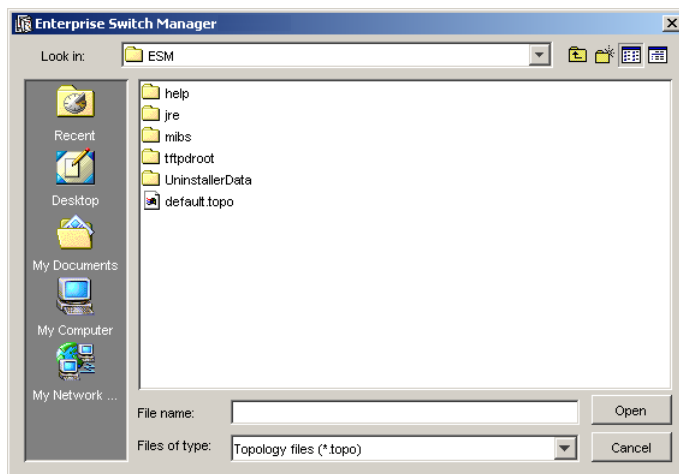 Enterprise Switch Manager
Look in:
ESM
Recent
Desktop
My Documents
My Computer
My Network ...
help
jre
mibs
tftpdroot
UninstallerData
default.topo
File name:
Open
Files of type:
Topology files (*.topo)
Cancel